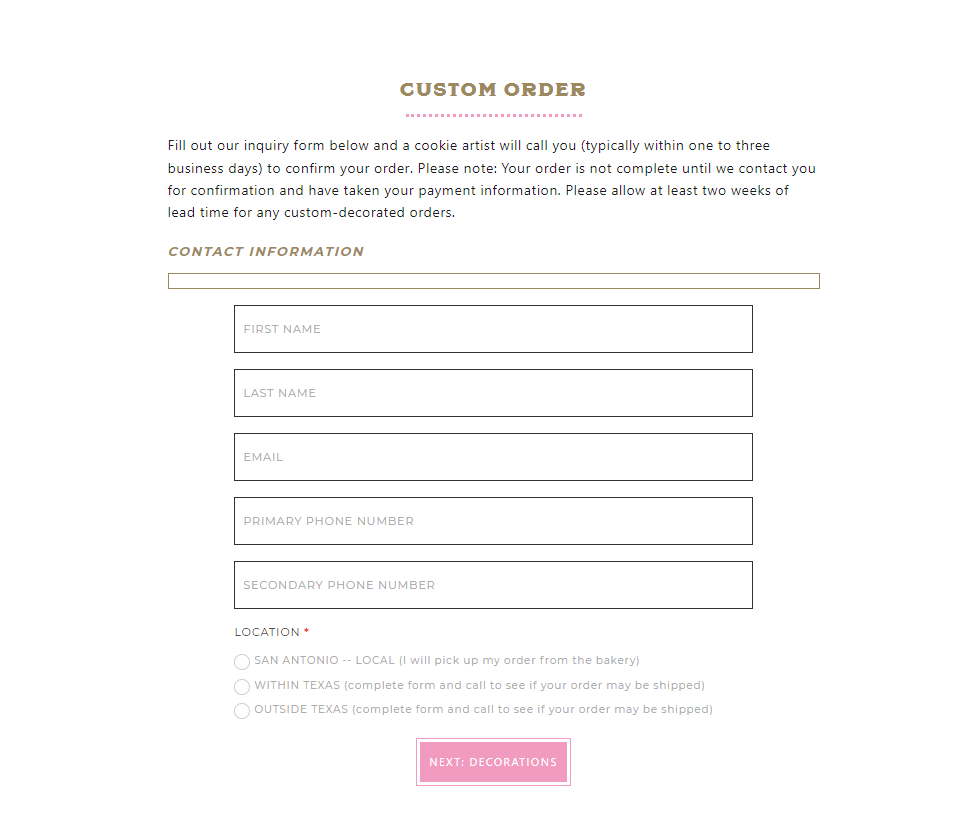 CUSTOM ORDER
Fill out our inquiry form below and a cookie artist will call you (typically within one to three
business days) to confirm your order. Please note: Your order is not complete until we contact you
for confirmation and have taken your payment information. Please allow at least two weeks of
lead time for any custom-decorated orders.
CONTACT INFORMATION
FIRST NAME
LAST NAME
EMAIL
PRIMARY PHONE NUMBER
SECONDARY PHONE NUMBER
LOCATION *
SAN ANTONIO -- LOCAL (I will pick up my order from the bakery)
WITHIN TEXAS (complete form and call to see if your order may be shipped)
OUTSIDE TEXAS (complete form and call to see if your order may be shipped)
NEXT: DECORATIONS